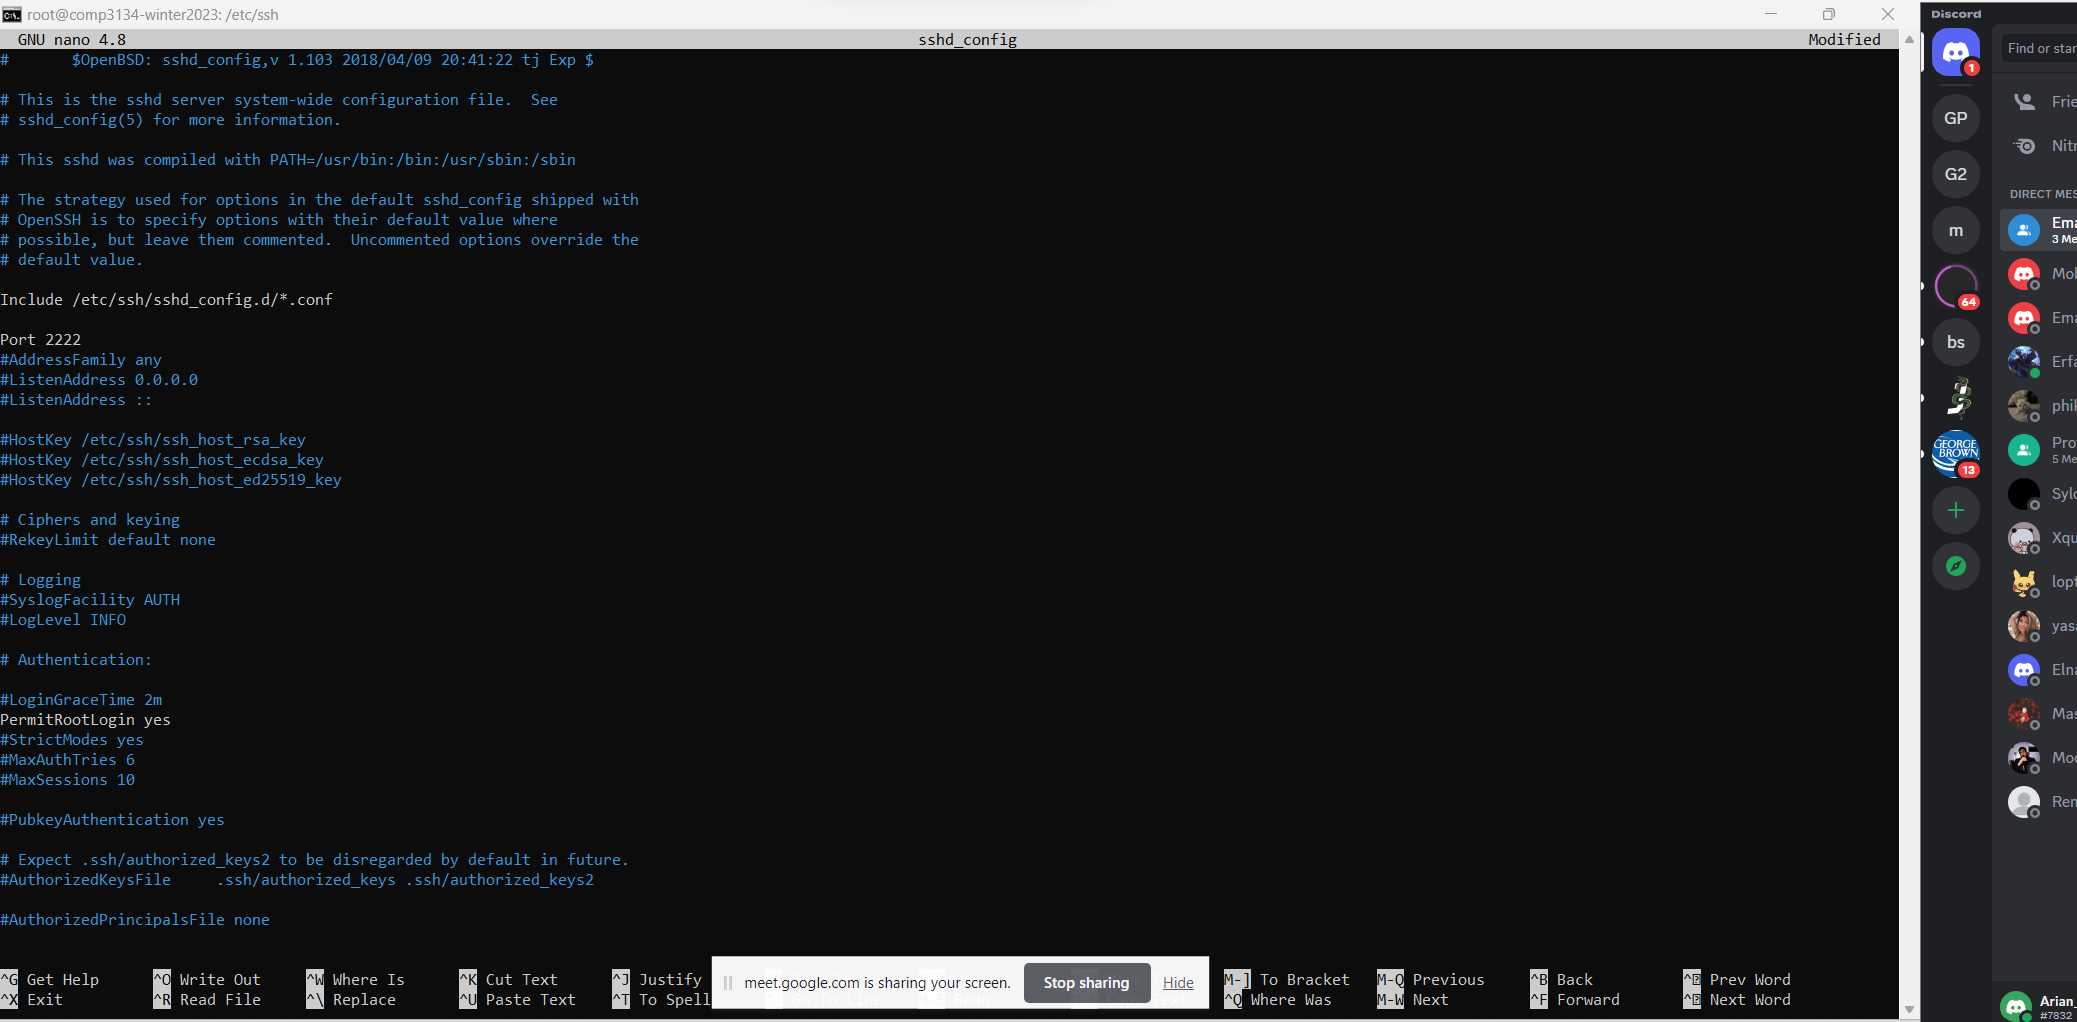 root@comp3134-winter2023: /etc/ssh
GNU nano 4.8 sshd_config Modified
# $OpenBSD: sshd_config,v 1.103 2018/04/09 20:41:22 tj Exp $
# This is the sshd server system-wide configuration file.  See
# sshd_config(5) for more information.
# This sshd was compiled with PATH=/usr/bin:/bin:/usr/sbin:/sbin
# The strategy used for options in the default sshd_config shipped with
# OpenSSH is to specify options with their default value where
# possible, but leave them commented.  Uncommented options override the
# default value.
Include /etc/ssh/sshd_config.d/*.conf
Port 2222
#AddressFamily any
#ListenAddress 0.0.0.0
#ListenAddress ::
#HostKey /etc/ssh/ssh_host_rsa_key
#HostKey /etc/ssh/ssh_host_ecdsa_key
#HostKey /etc/ssh/ssh_host_ed25519_key
# Ciphers and keying
#RekeyLimit default none
# Logging
#SyslogFacility AUTH
#LogLevel INFO
# Authentication:
#LoginGraceTime 2m
PermitRootLogin yes
#StrictModes yes
#MaxAuthTries 6
#MaxSessions 10
#PubkeyAuthentication yes
# Expect .ssh/authorized_keys2 to be disregarded by default in future.
#AuthorizedKeysFile .ssh/authorized_keys .ssh/authorized_keys2
#AuthorizedPrincipalsFile none
^G Get Help ^O Write Out ^W Where Is ^K Cut Text ^J Justify M-] To Bracket M-Q Previous ^B Back Prev Word
^X Exit ^R Read File ^\ Replace ^U Paste Text ^T To Spell ^Q Where Was M-W Next ^F Forward Next Word
meet.google.com is sharing your screen. Stop sharing Hide
Discord
1
GP
G2
m
64
bs
GEORGE BROWN
13
Find or star
Frie
Nitr
DIRECT MES
Ema
3 Me
Moh
Ema
Erfa
phil
Pro
5 Me
Sylo
Xqu
lopt
yasa
Elna
Mas
Moo
Ren
Arian_
#7832